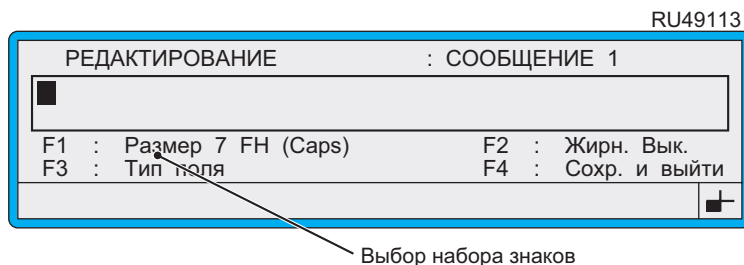 RU49113
РЕДАКТИРОВАНИЕ : СООБЩЕНИЕ 1
F1 : Размер 7 FH (Caps) F2 : Жирн. Вык.
F3 : Тип поля F4 : Сохр. и выйти
Выбор набора знаков